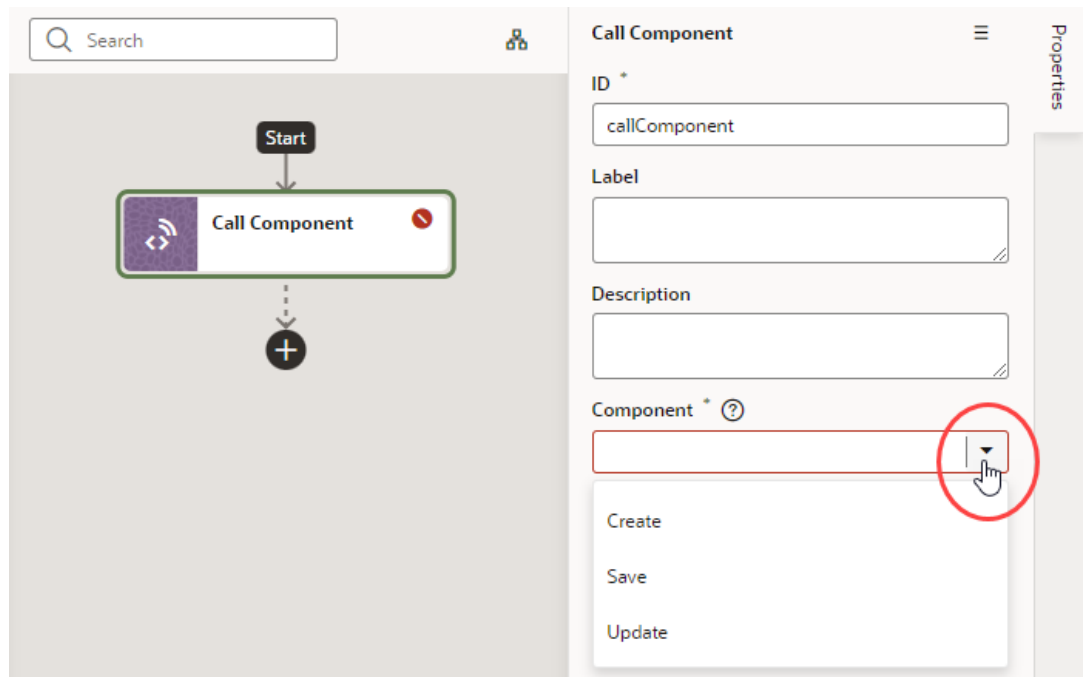 Search
Start
Call Component
Call Component
ID *
callComponent
Label
Description
Component * ?
Create
Save
Update
Properties